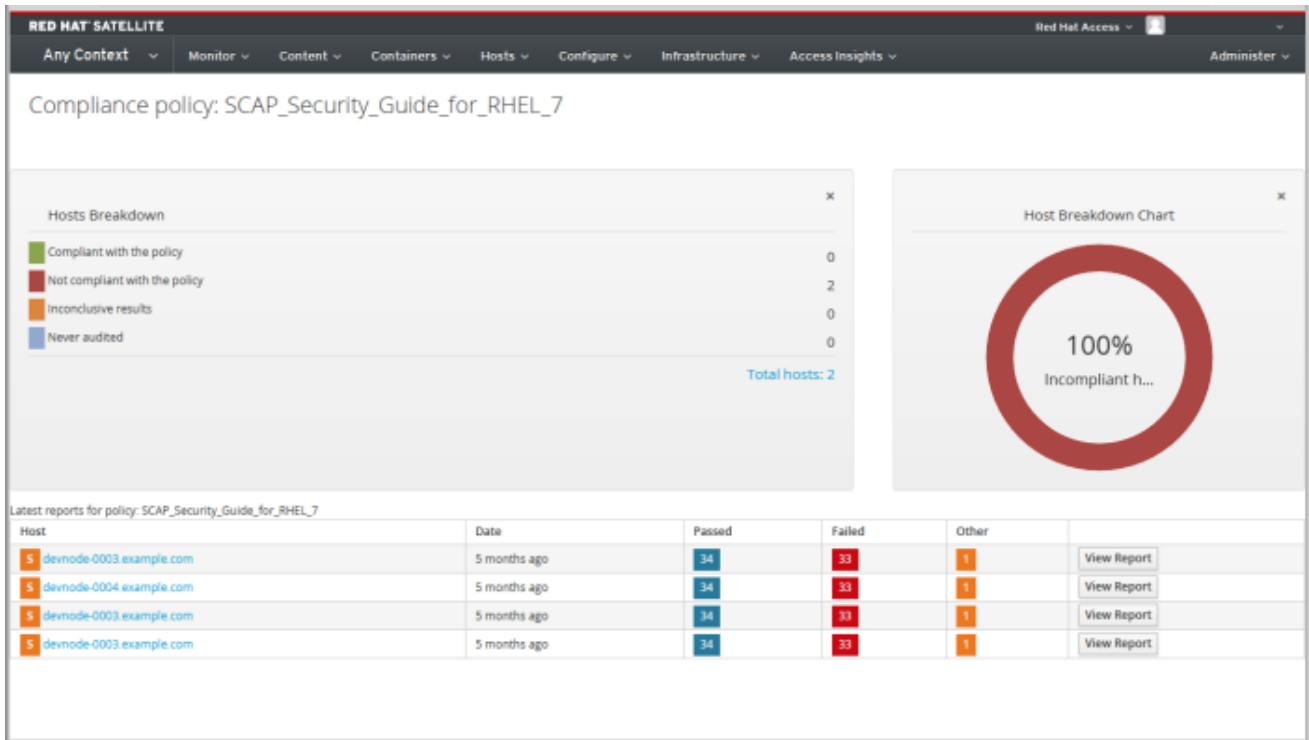 RED HAT SATELLITE
Red Hat Access
Any Context Monitor Content Containers Hosts Configure Infrastructure Access Insights Administer
Compliance policy: SCAP_Security_Guide_for_RHEL_7
Hosts Breakdown
Compliant with the policy 0
Not compliant with the policy 2
Inconclusive results 0
Never audited 0
Total hosts: 2
Host Breakdown Chart
100%
Incompliant h...
Latest reports for policy: SCAP_Security_Guide_for_RHEL_7
Host Date Passed Failed Other
S devnode-0003.example.com 5 months ago 34 33 1 View Report
S devnode-0004.example.com 5 months ago 34 33 1 View Report
S devnode-0003.example.com 5 months ago 34 33 1 View Report
S devnode-0003.example.com 5 months ago 34 33 1 View Report